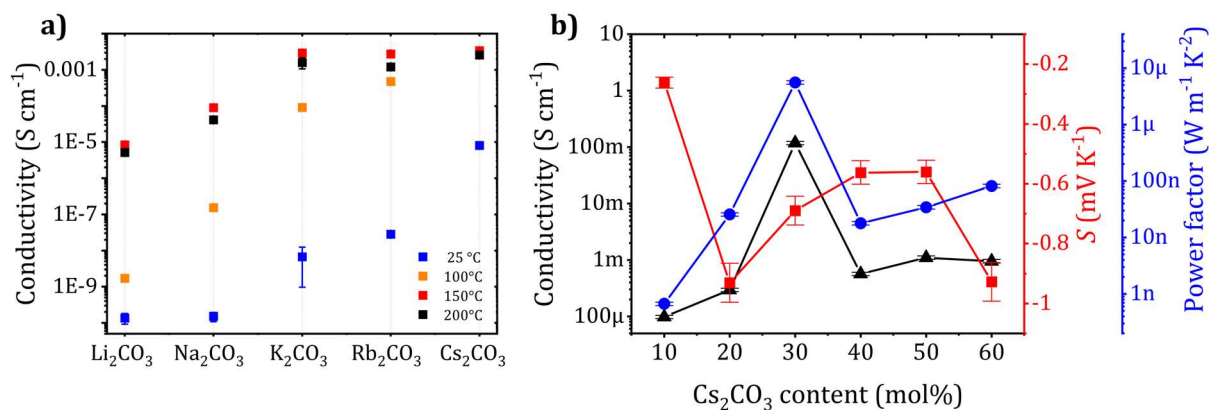 a)
Conductivity (S cm⁻¹)
0.001
1E-5
1E-7
1E-9
25 °C
100°C
150°C
200°C
Li₂CO₃ Na₂CO₃ K₂CO₃ Rb₂CO₃ Cs₂CO₃
b)
Conductivity (S cm⁻¹)
10
1
100m
10m
1m
100µ
10 20 30 40 50 60
Cs₂CO₃ content (mol%)
-0.2
-0.4
-0.6
-0.8
-1
S (mV K⁻¹)
10µ
1µ
100n
10n
1n
Power factor (W m⁻¹ K⁻²)